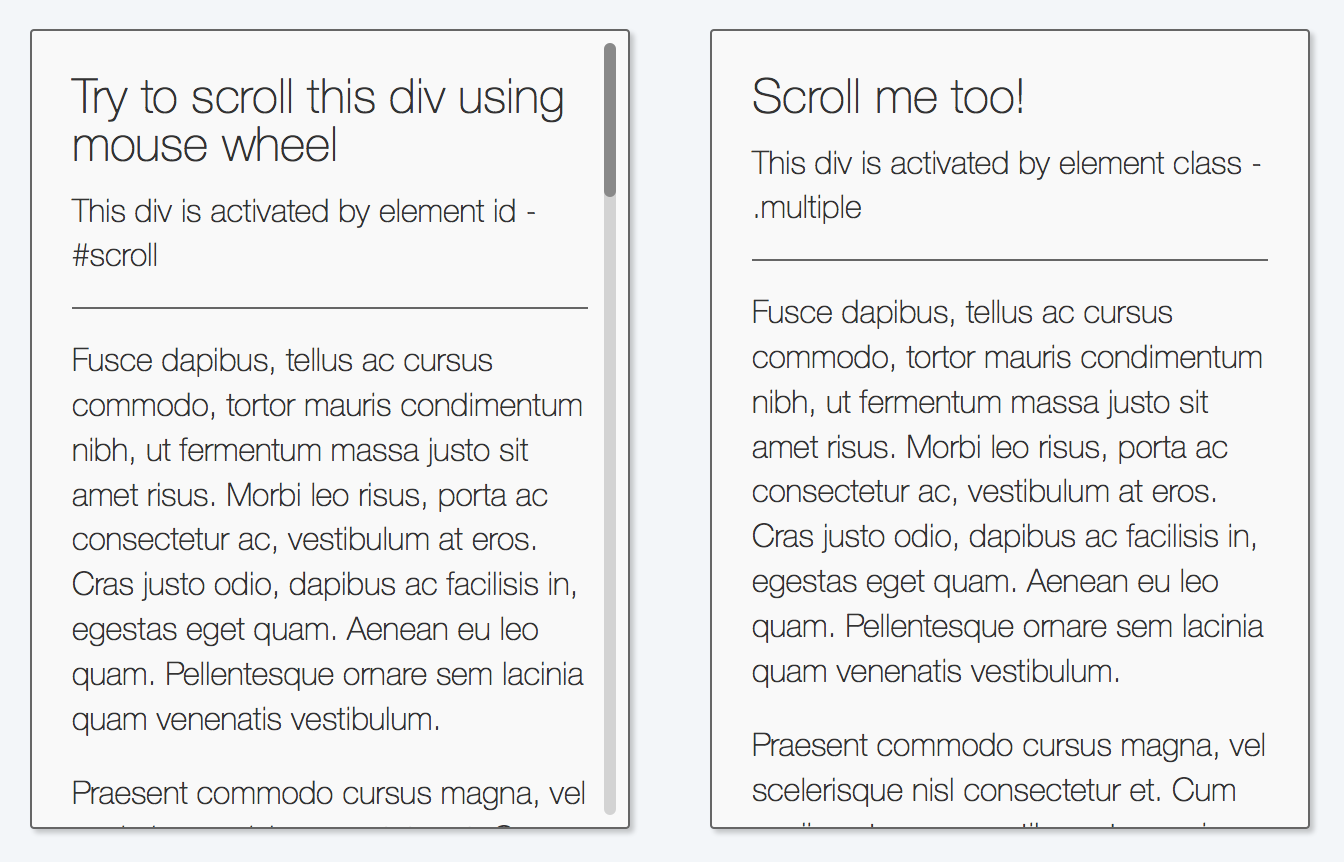 Try to scroll this div using
mouse wheel
This div is activated by element id -
#scroll
Fusce dapibus, tellus ac cursus
commodo, tortor mauris condimentum
nibh, ut fermentum massa justo sit
amet risus. Morbi leo risus, porta ac
consectetur ac, vestibulum at eros.
Cras justo odio, dapibus ac facilisis in,
egestas eget quam. Aenean eu leo
quam. Pellentesque ornare sem lacinia
quam venenatis vestibulum.
Praesent commodo cursus magna, vel
Scroll me too!
This div is activated by element class -
.multiple
Fusce dapibus, tellus ac cursus
commodo, tortor mauris condimentum
nibh, ut fermentum massa justo sit
amet risus. Morbi leo risus, porta ac
consectetur ac, vestibulum at eros.
Cras justo odio, dapibus ac facilisis in,
egestas eget quam. Aenean eu leo
quam. Pellentesque ornare sem lacinia
quam venenatis vestibulum.
Praesent commodo cursus magna, vel
scelerisque nisl consectetur et. Cum